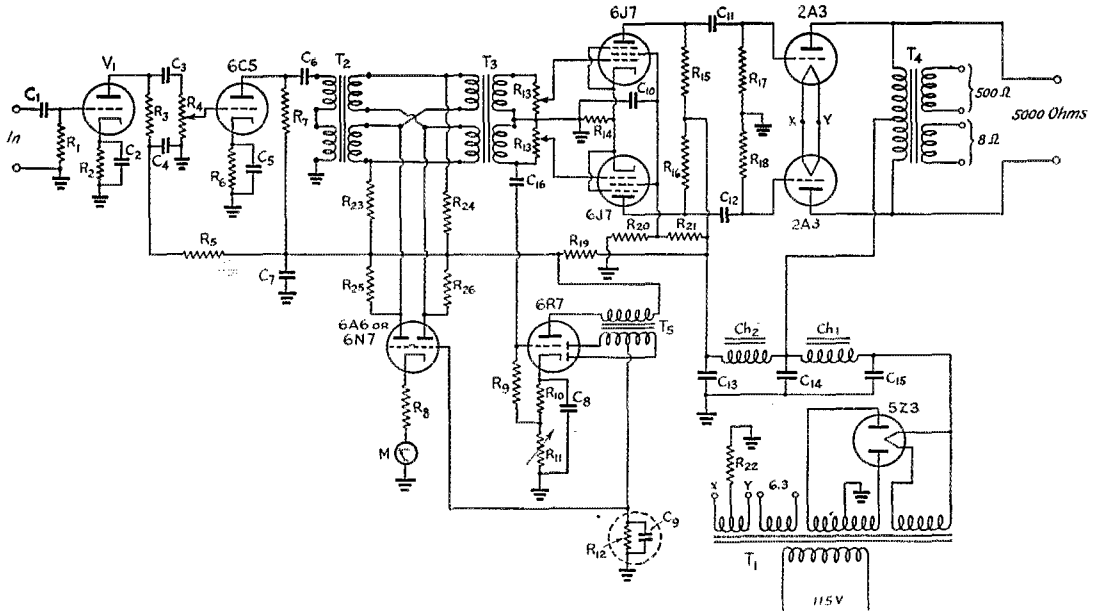 6J7
C11
2A3
V1
C3
6C5
C6
T2
T3
T4
C1
R4
R13
C10
R15
R17
500 Ω
5000 Ohms
In
R1
R3
R7
R14
X
Y
8 Ω
R2
C2
C4
R6
C5
R13
R16
R18
C16
6J7
C12
R23
R24
R20
R21
2A3
R5
R19
C7
R25
R26
6A6 OR
6N7
6R7
T5
Ch2
Ch1
R9
R10
C8
C13
C14
C15
R8
5Z3
M
R11
R22
X
Y
6.3
C9
R12
T1
115V